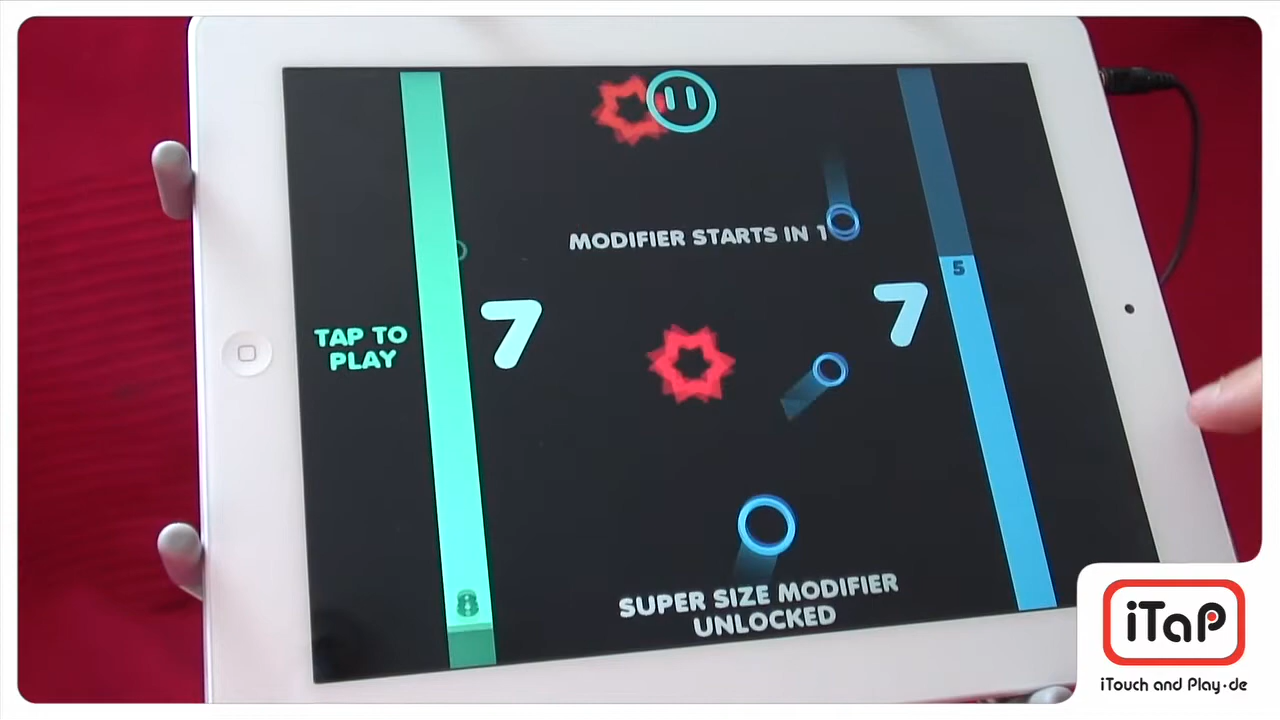 MODIFIER STARTS IN 1
5
7
7
TAP TO
PLAY
8
SUPER SIZE MODIFIER
UNLOCKED
iTaP
iTouch and Play·de